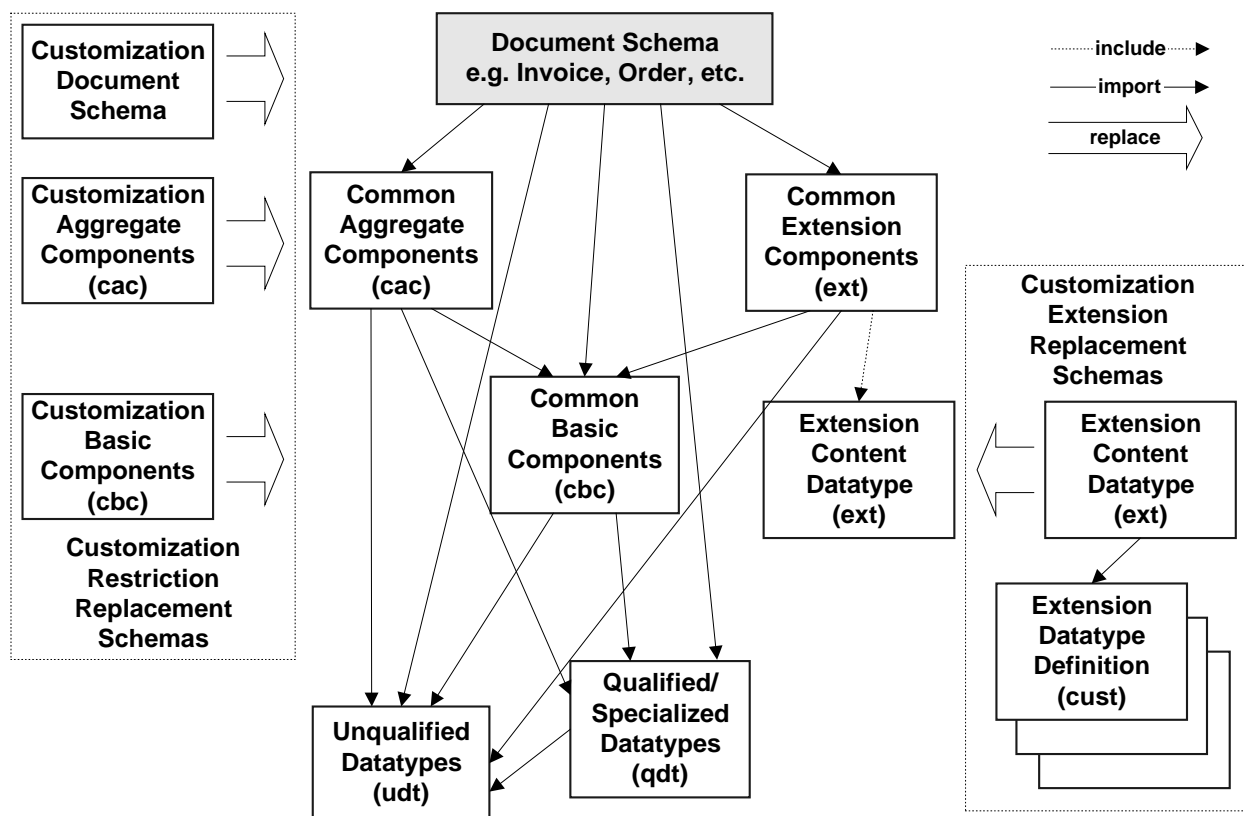 Customization
Document
Schema
Document Schema
e.g. Invoice, Order, etc.
include
import
replace
Customization
Aggregate
Components
(cac)
Common
Aggregate
Components
(cac)
Common
Extension
Components
(ext)
Customization
Extension
Replacement
Schemas
Customization
Basic
Components
(cbc)
Common
Basic
Components
(cbc)
Extension
Content
Datatype
(ext)
Extension
Content
Datatype
(ext)
Customization
Restriction
Replacement
Schemas
Extension
Datatype
Definition
(cust)
Unqualified
Datatypes
(udt)
Qualified/
Specialized
Datatypes
(qdt)